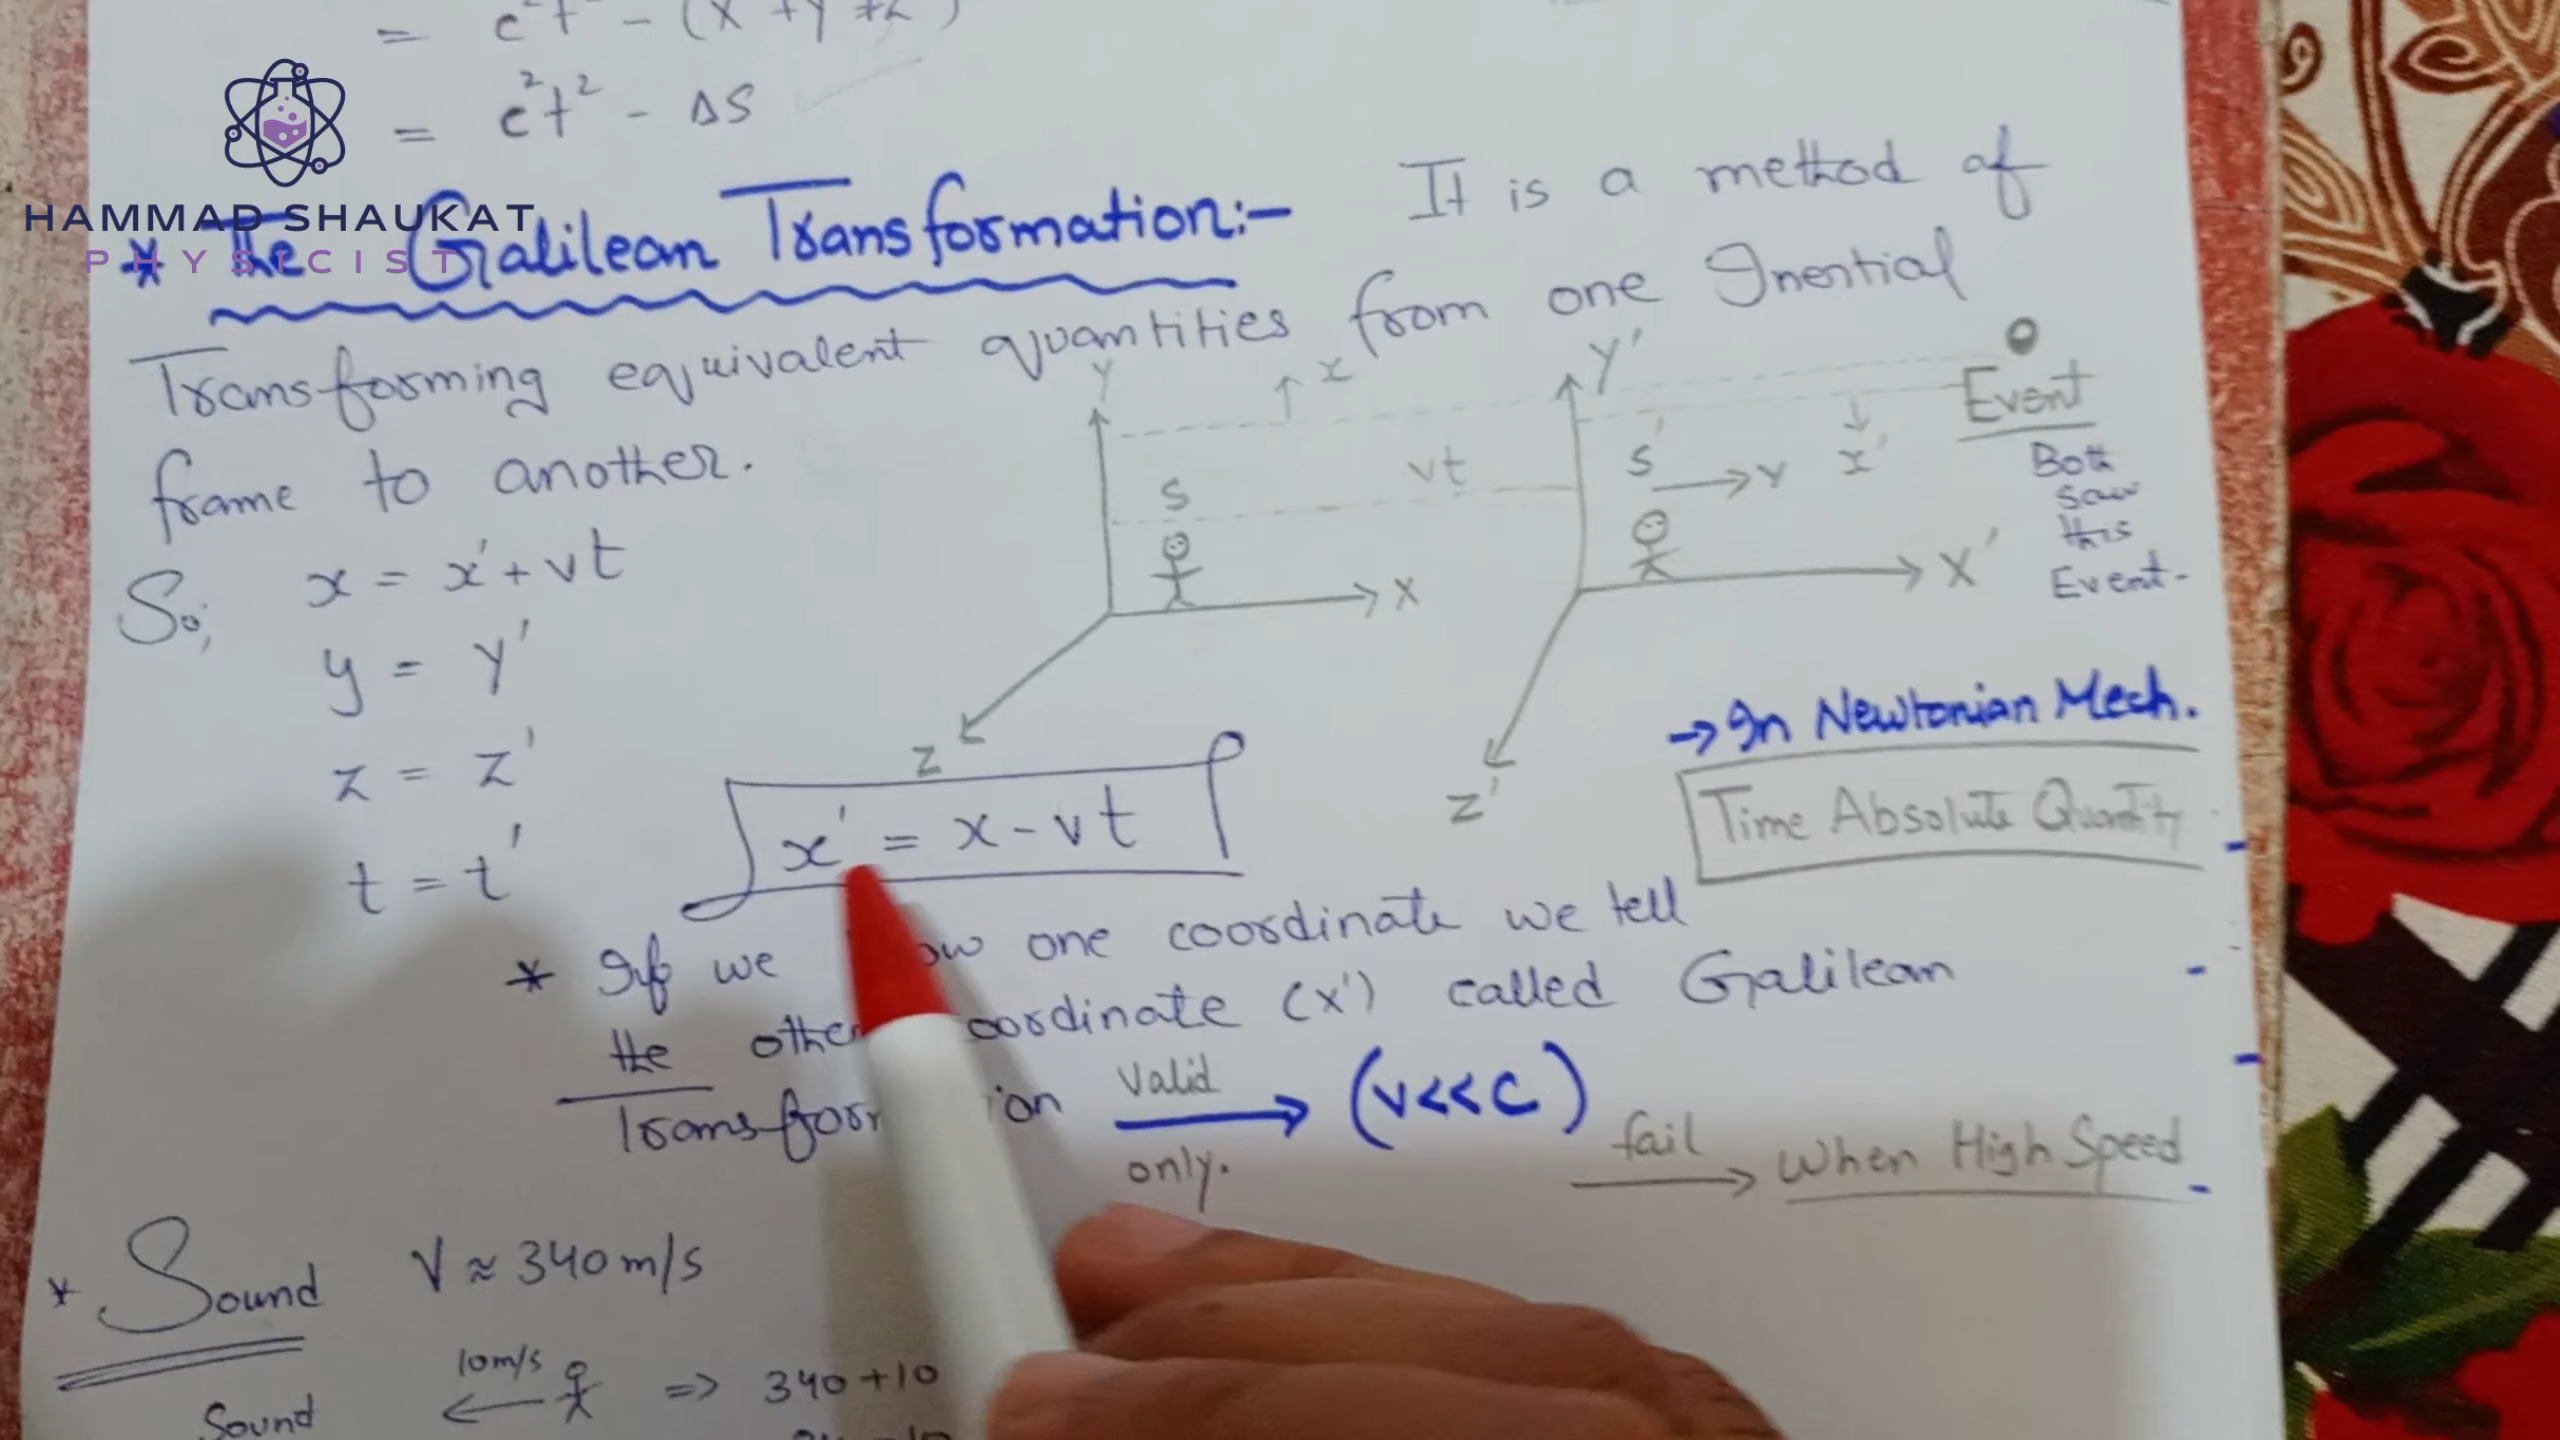 = c²t² - (x + y + z )
= c²t² - ΔS
HAMMAD SHAUKAT
PHYSICIST
* The Galilean Transformation:- It is a method of
Transforming equivalent quantities from one Inertial
frame to another.
So, x = x' + vt
y = y'
z = z'
t = t'
Y
x
S
vt
X
Z
Y'
S'
V
x'
X'
Z'
Event
Both
saw
this
Event-
x' = x - vt
→ In Newtonian Mech.
Time Absolute Quantity
* If we one coordinate we tell
the other coordinate (x') called Galilean
valid (v<<c)
only.
fail → When High Speed
* Sound V ≈ 340 m/s
10m/s => 340+10
Sound